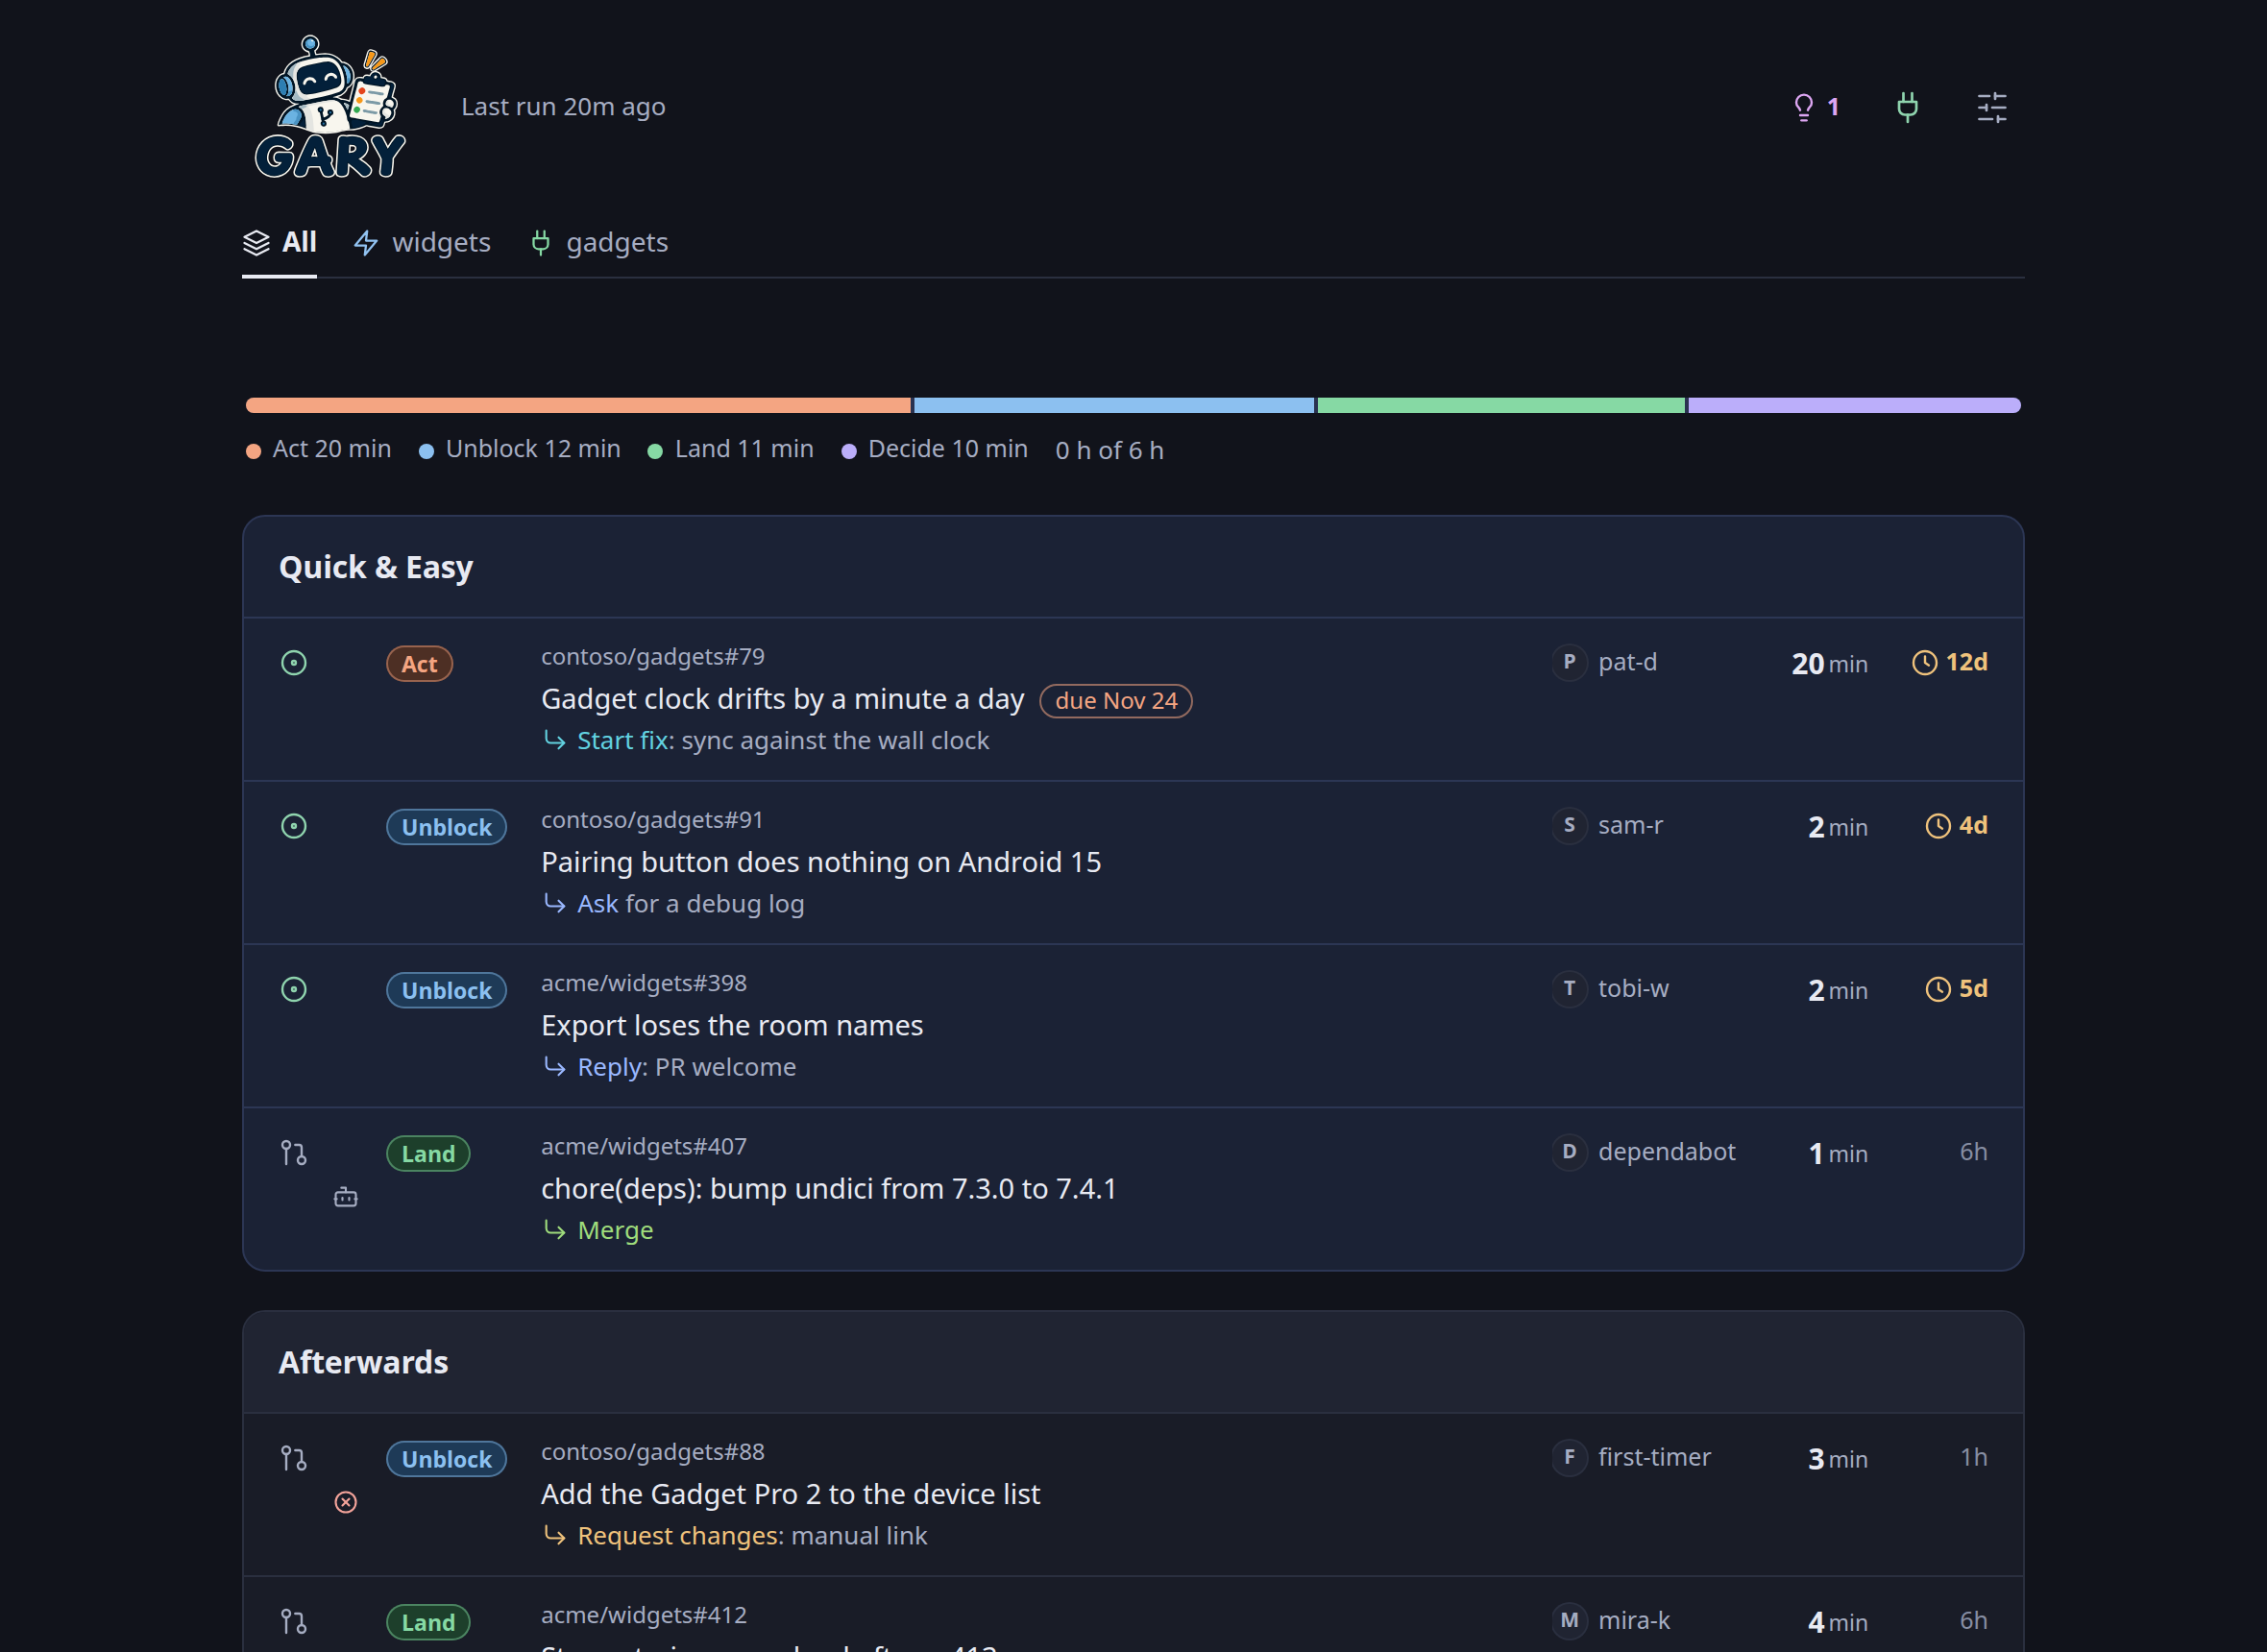 GARY
Last run 20m ago
1
All
widgets
gadgets
Act 20 min
Unblock 12 min
Land 11 min
Decide 10 min
0 h of 6 h
Quick & Easy
Act
contoso/gadgets#79
P pat-d
20 min
12d
Gadget clock drifts by a minute a day
due Nov 24
Start fix: sync against the wall clock
Unblock
contoso/gadgets#91
S sam-r
2 min
4d
Pairing button does nothing on Android 15
Ask for a debug log
Unblock
acme/widgets#398
T tobi-w
2 min
5d
Export loses the room names
Reply: PR welcome
Land
acme/widgets#407
D dependabot
1 min
6h
chore(deps): bump undici from 7.3.0 to 7.4.1
Merge
Afterwards
Unblock
contoso/gadgets#88
F first-timer
3 min
1h
Add the Gadget Pro 2 to the device list
Request changes: manual link
Land
acme/widgets#412
M mira-k
4 min
6h